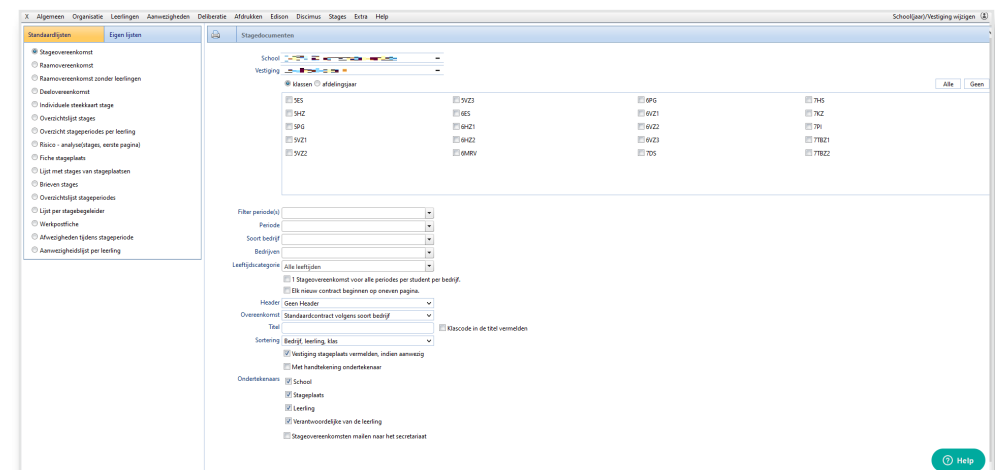 X Algemeen Organisatie Leerlingen Aanwezigheden Deliberatie Afdrukken Edison Discimus Stages Extra Help School(jaar)/Vestiging wijzigen
Standaardlijsten Eigen lijsten
Stagedocumenten
Stageovereenkomst
Raamovereenkomst
Raamovereenkomst zonder leerlingen
Deelovereenkomst
Individuele steekkaart stage
Overzichtslijst stages
Overzicht stageperiodes per leerling
Risico - analyse(stages, eerste pagina)
Fiche stageplaats
Lijst met stages van stageplaatsen
Brieven stages
Overzichtslijst stageperiodes
Lijst per stagebegeleider
Werkpostfiche
Afwezigheden tijdens stageperiode
Aanwezigheidslijst per leerling
School
Vestiging
klassen afdelingsjaar Alle Geen
5ES 5VZ3 6PG 7HS
5HZ 6ES 6VZ1 7KZ
5PG 6HZ1 6VZ2 7PI
5VZ1 6HZ2 6VZ3 7TBZ1
5VZ2 6MRV 7DS 7TBZ2
Filter periode(s)
Periode
Soort bedrijf
Bedrijven
Leeftijdscategorie Alle leeftijden
1 Stageovereenkomst voor alle periodes per student per bedrijf.
Elk nieuw contract beginnen op oneven pagina.
Header Geen Header
Overeenkomst Standaardcontract volgens soort bedrijf
Titel Klascode in de titel vermelden
Sortering Bedrijf, leerling, klas
Vestiging stageplaats vermelden, indien aanwezig
Met handtekening ondertekenaar
Ondertekenaars School
Stageplaats
Leerling
Verantwoordelijke van de leerling
Stageovereenkomsten mailen naar het secretariaat
Help